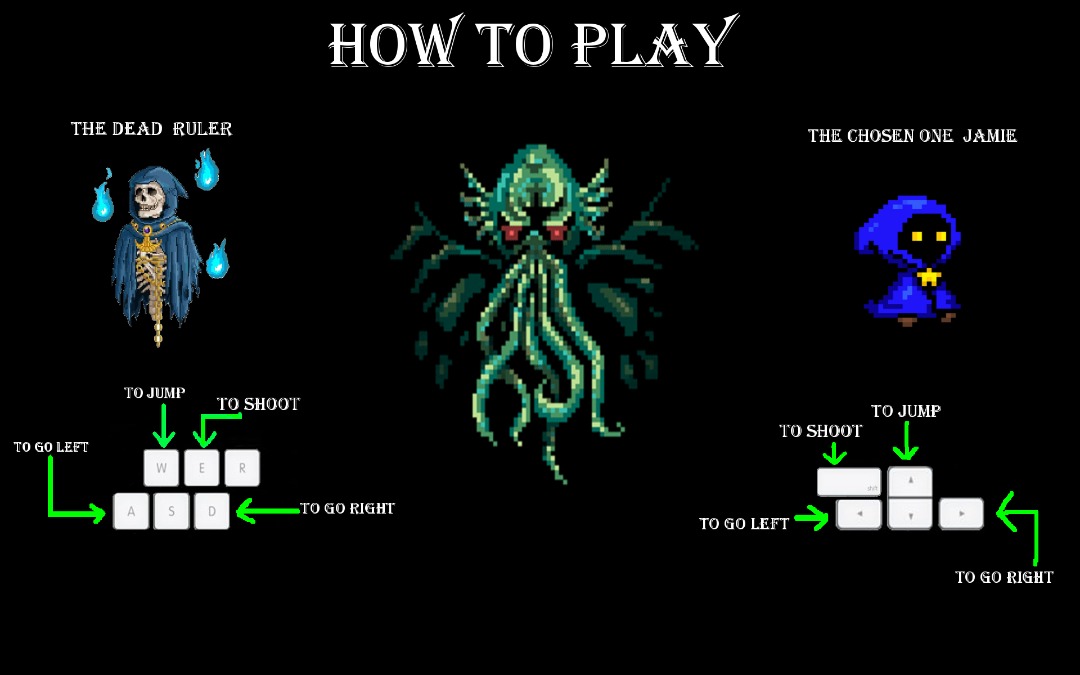 HOW TO PLAY
THE DEAD RULER
THE CHOSEN ONE JAMIE
TO JUMP
TO SHOOT
TO GO LEFT
W E R
A S D
TO GO RIGHT
TO JUMP
TO SHOOT
shift
TO GO LEFT
TO GO RIGHT